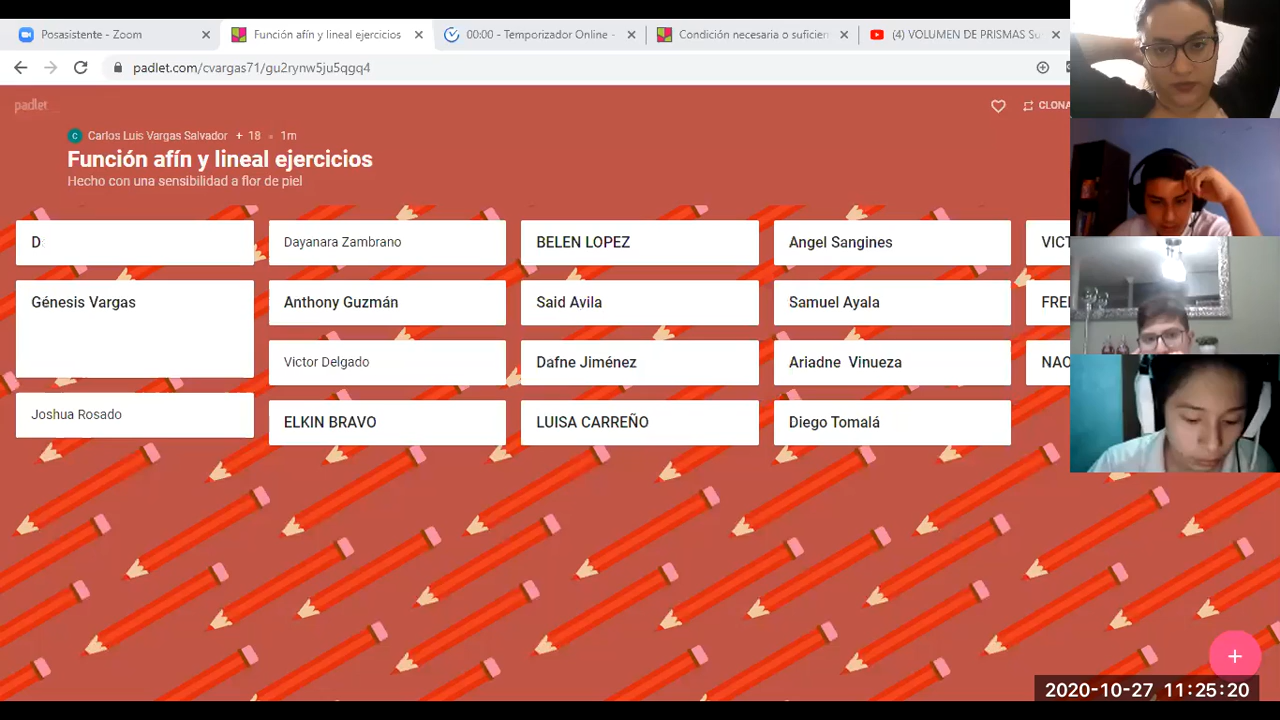 Posasistente - Zoom
Función afín y lineal ejercicios
00:00 - Temporizador Online -
Condición necesaria o suficien
(4) VOLUMEN DE PRISMAS Su
padlet.com/cvargas71/gu2rynw5ju5qgq4
padlet
CLONA
C Carlos Luis Vargas Salvador + 18 • 1m
Función afín y lineal ejercicios
Hecho con una sensibilidad a flor de piel
D
Dayanara Zambrano
BELEN LOPEZ
Angel Sangines
VICT
Génesis Vargas
Anthony Guzmán
Said Avila
Samuel Ayala
FRE
Victor Delgado
Dafne Jiménez
Ariadne Vinueza
NAO
Joshua Rosado
ELKIN BRAVO
LUISA CARREÑO
Diego Tomalá
2020-10-27, 11:25:20